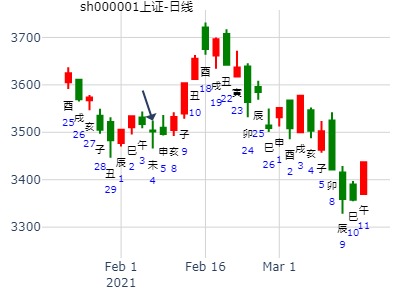 sh000001上证-日线
3700
3600
3500
3400
3300
酉
25
戌
26
亥
27
子
28
丑
29
辰
1
巳
2
午
3
未
4
申
5
亥
8
子
9
丑
10
酉
18
戌
19
丑
22
寅
23
卯
24
辰
25
巳
26
申
1
酉
2
戌
3
亥
4
子
5
卯
8
辰
9
巳
10
午
11
Feb 1
2021
Feb 16
Mar 1